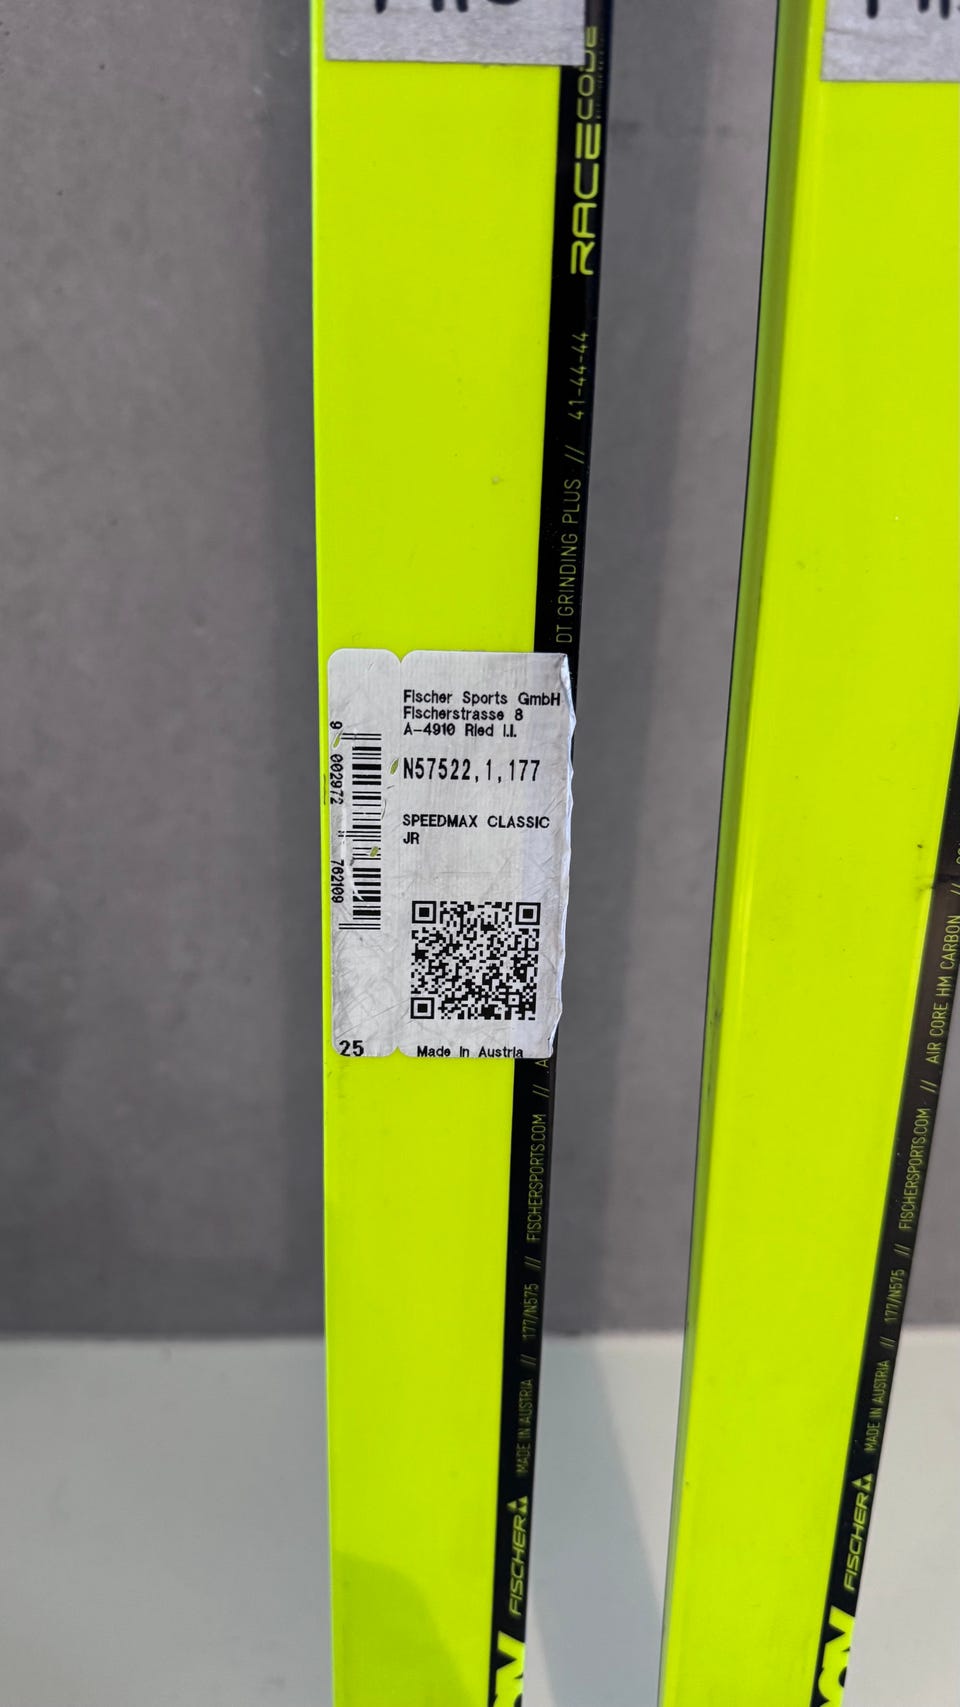 RACECODE
DT GRINDING PLUS // 41-44-44
Fischer Sports GmbH
Fischerstrasse 8
A-4910 Ried I.I.
N57522,1,177
SPEEDMAX CLASSIC
JR
9 002972 762109
25
Made in Austria
FISCHER MADE IN AUSTRIA // 177/N575 // FISCHERSPORTS.COM // A
FISCHER MADE IN AUSTRIA // 177/N575 // FISCHERSPORTS.COM // AIR CORE HM CARBON //